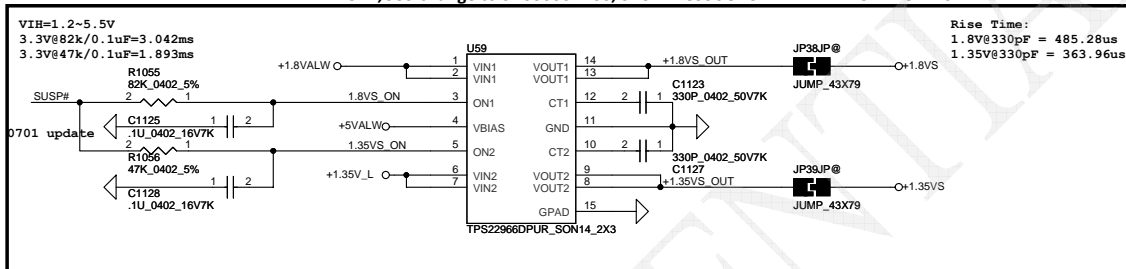 VIH=1.2~5.5V
3.3V@82k/0.1uF=3.042ms
3.3V@47k/0.1uF=1.893ms
Rise Time:
1.8V@330pF = 485.28us
1.35V@330pF = 363.96us
R1055
82K_0402_5%
SUSP#
2 1
1.8VS_ON
C1125
.1U_0402_16V7K
1 2
0701 update
2 1
R1056
47K_0402_5%
1.35VS_ON
C1128
.1U_0402_16V7K
1 2
+1.8VALW
+5VALW
+1.35V_L
U59
1 VIN1
2 VIN1
3 ON1
4 VBIAS
5 ON2
6 VIN2
7 VIN2
VOUT1 14
VOUT1 13
CT1 12
GND 11
CT2 10
VOUT2 9
VOUT2 8
GPAD 15
TPS22966DPUR_SON14_2X3
+1.8VS_OUT
JP38JP@
JUMP_43X79
+1.8VS
C1123
330P_0402_50V7K
2 1
2 1
330P_0402_50V7K
C1127
+1.35VS_OUT
JP39JP@
JUMP_43X79
+1.35VS